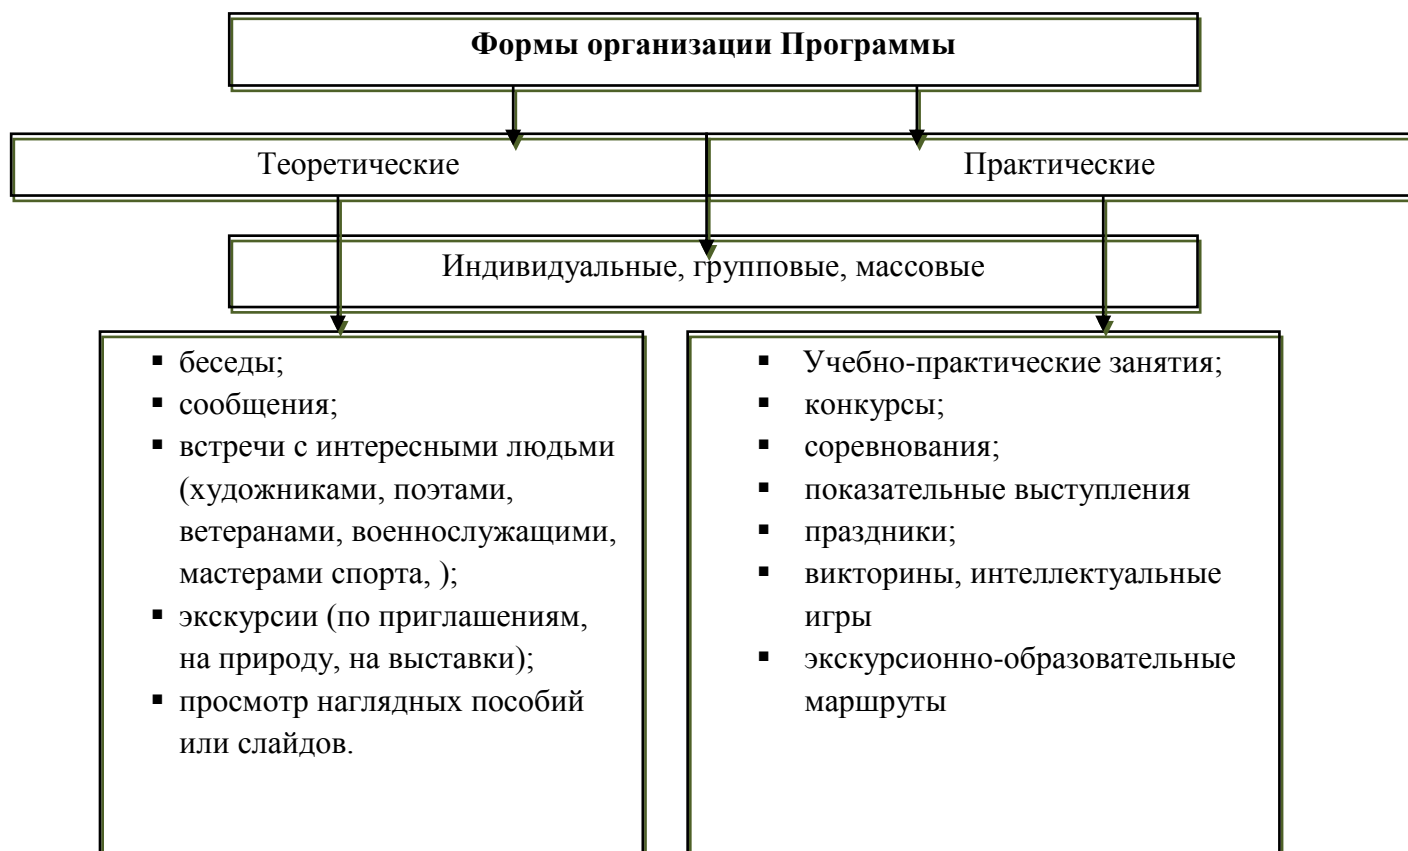 Формы организации Программы
Теоретические
Практические
Индивидуальные, групповые, массовые
▪ беседы;
▪ сообщения;
▪ встречи с интересными людьми
(художниками, поэтами,
ветеранами, военнослужащими,
мастерами спорта, );
▪ экскурсии (по приглашениям,
на природу, на выставки);
▪ просмотр наглядных пособий
или слайдов.
▪ Учебно-практические занятия;
▪ конкурсы;
▪ соревнования;
▪ показательные выступления
▪ праздники;
▪ викторины, интеллектуальные
игры
▪ экскурсионно-образовательные
маршруты